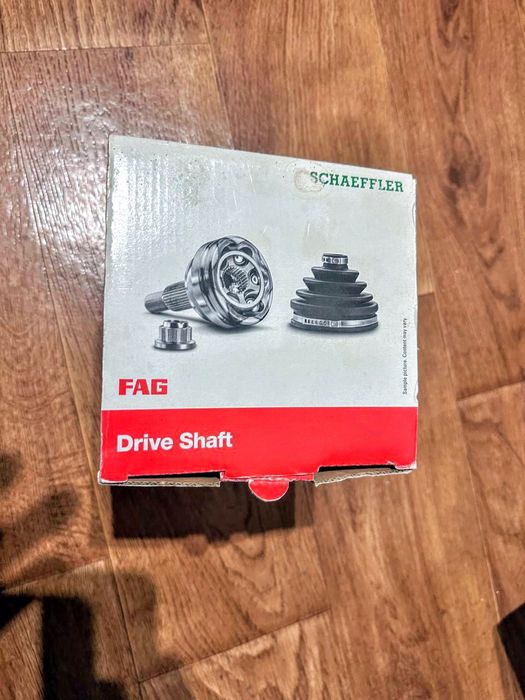 SCHAEFFLER
Sample picture. Content may vary.
FAG
Drive Shaft